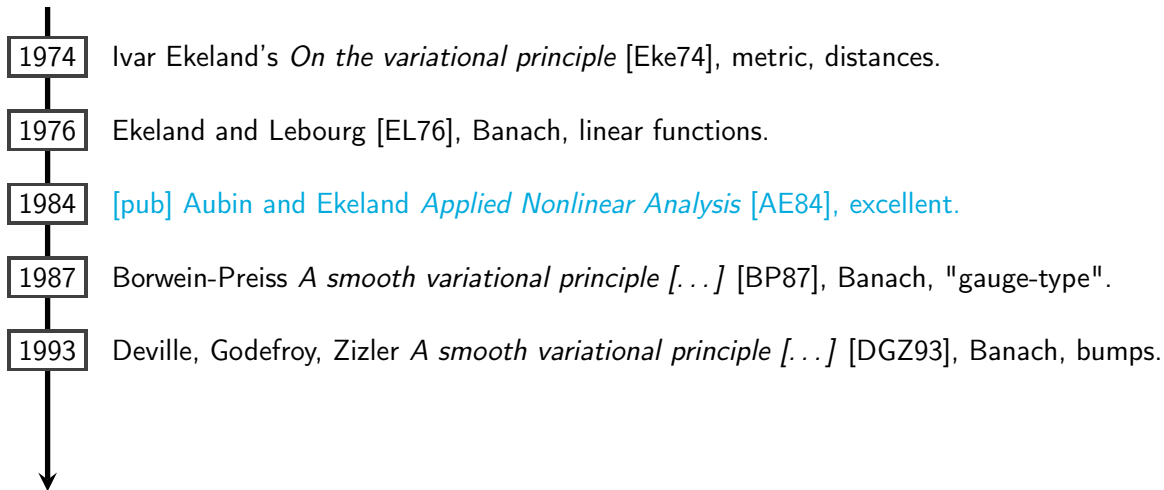 1974 Ivar Ekeland's On the variational principle [Eke74], metric, distances.
1976 Ekeland and Lebourg [EL76], Banach, linear functions.
1984 [pub] Aubin and Ekeland Applied Nonlinear Analysis [AE84], excellent.
1987 Borwein-Preiss A smooth variational principle [...] [BP87], Banach, "gauge-type".
1993 Deville, Godefroy, Zizler A smooth variational principle [...] [DGZ93], Banach, bumps.